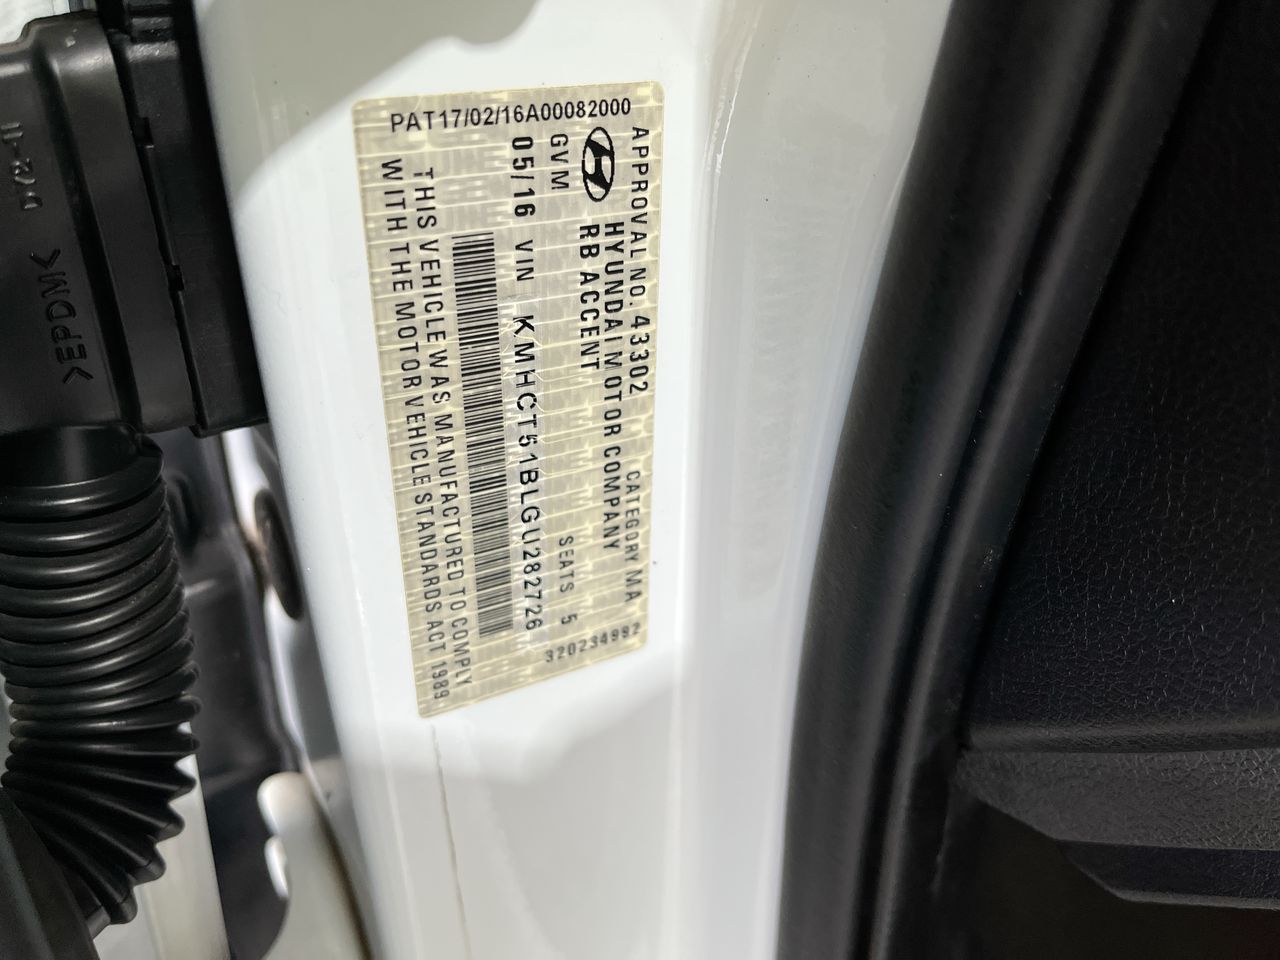 PAT17/02/16A00082000
APPROVAL NO. 43302 CATEGORY MA
HYUNDAI MOTOR COMPANY
RB ACCENT
GVM SEATS 5
05/16 VIN KMHCT51BLGU282726
THIS VEHICLE WAS MANUFACTURED TO COMPLY
WITH THE MOTOR VEHICLE STANDARDS ACT 1989
320234992
>EPDM<